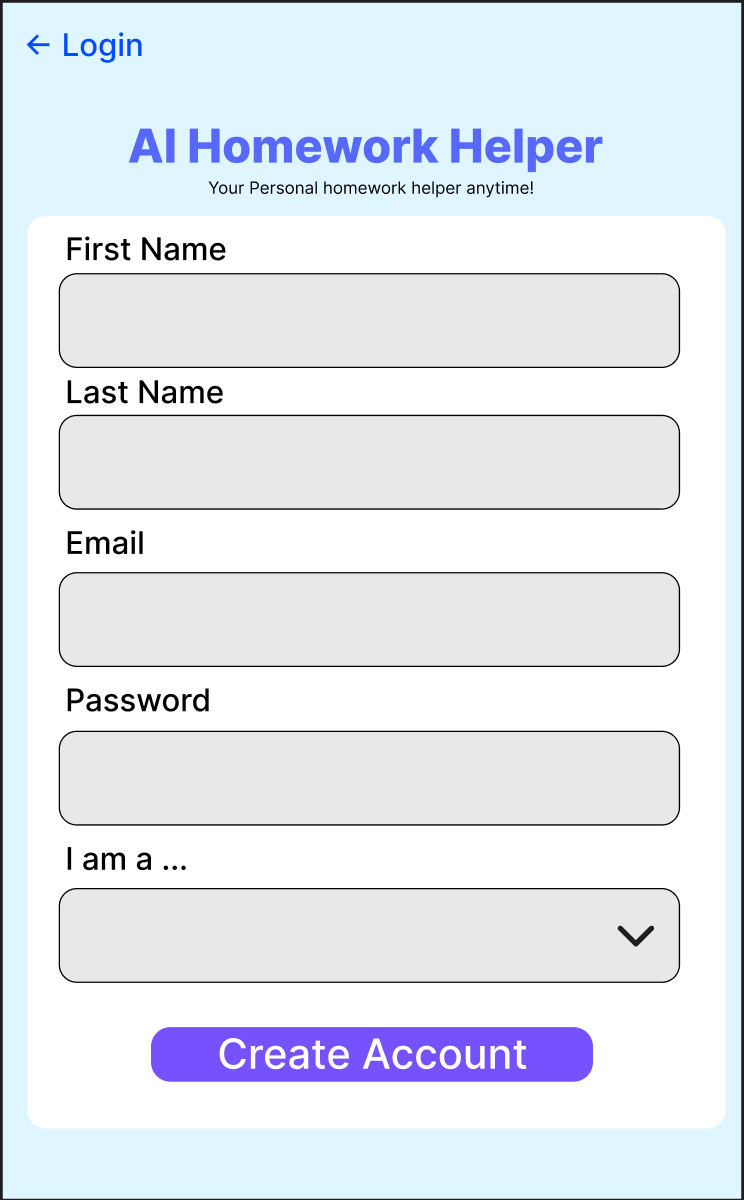 ← Login
AI Homework Helper
Your Personal homework helper anytime!
First Name
Last Name
Email
Password
I am a ...
Create Account